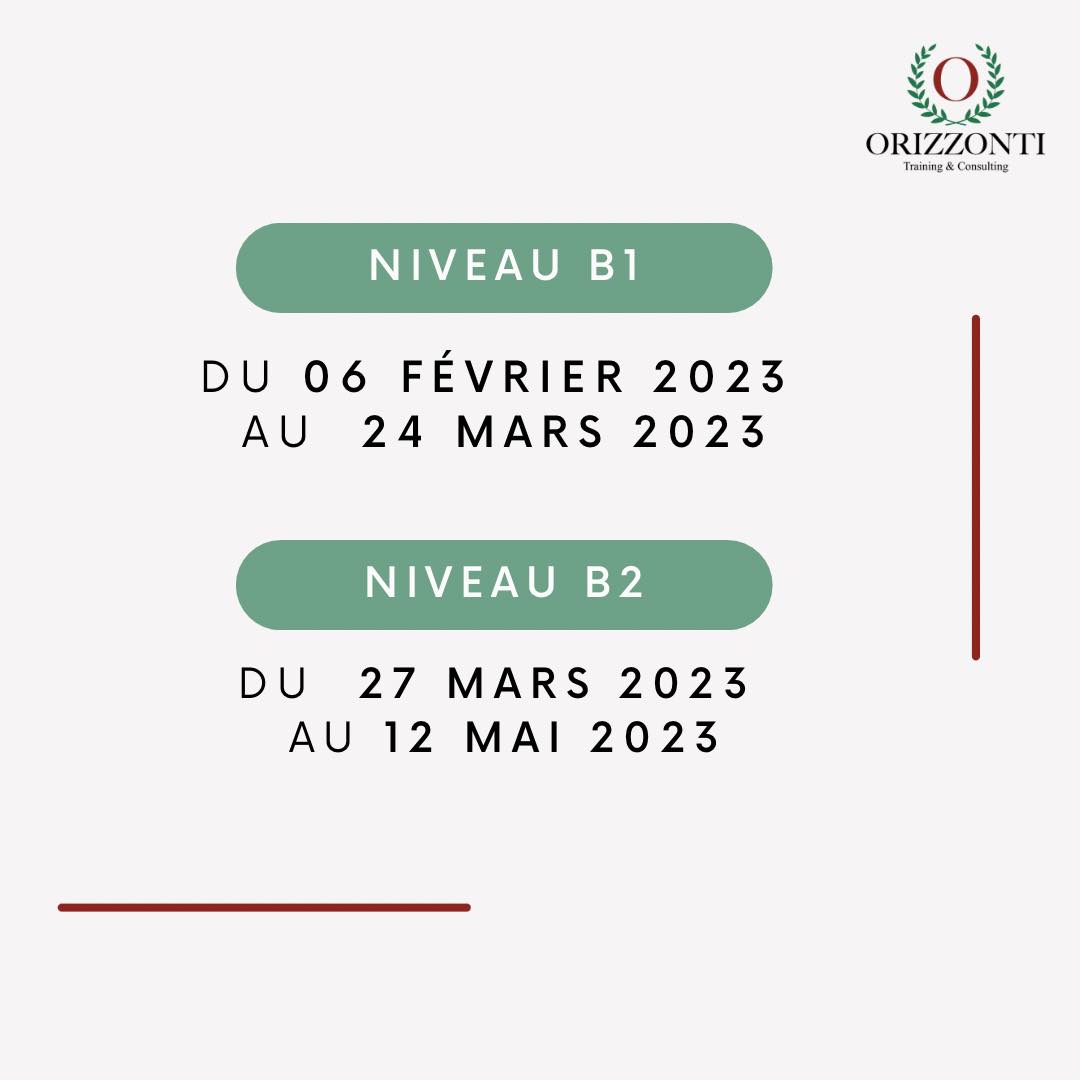 O
ORIZZONTI
Training & Consulting
NIVEAU B1
DU 06 FÉVRIER 2023
AU 24 MARS 2023
NIVEAU B2
DU 27 MARS 2023
AU 12 MAI 2023